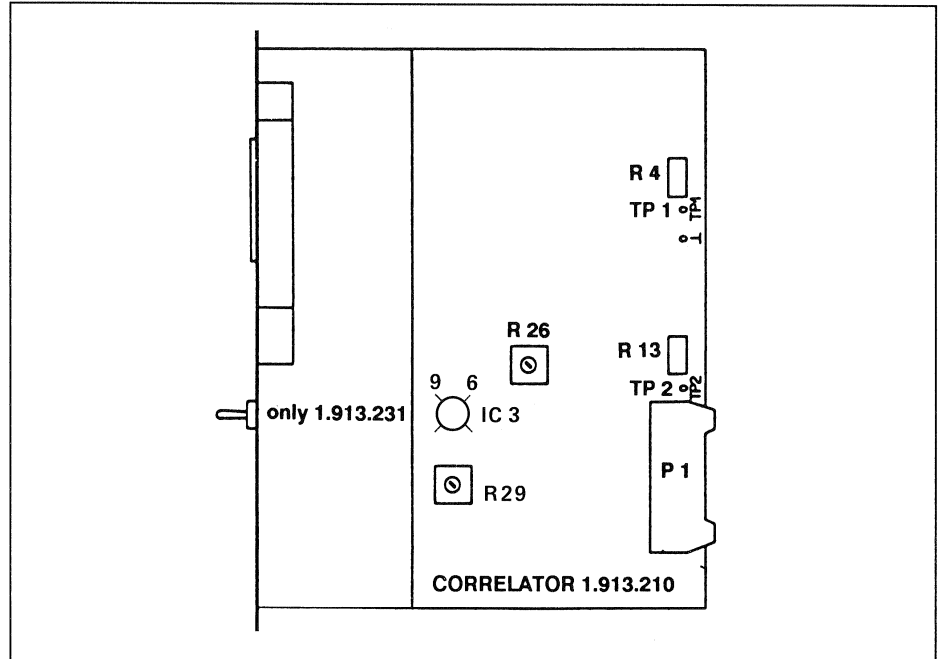 R 4
TP 1
TP1
⊥
R 26
R 13
TP 2
TP2
9 6
only 1.913.231
IC 3
P 1
R29
CORRELATOR 1.913.210